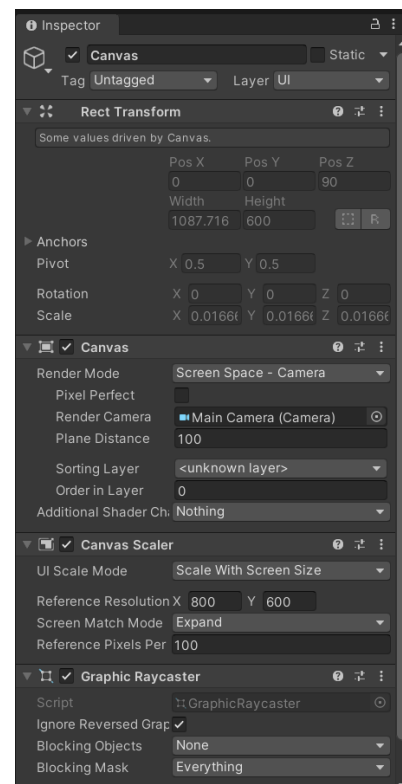 Inspector
Canvas Static
Tag Untagged Layer UI
Rect Transform
Some values driven by Canvas.
Pos X Pos Y Pos Z
0 0 90
Width Height
1087.716 600 R
Anchors
Pivot X 0.5 Y 0.5
Rotation X 0 Y 0 Z 0
Scale X 0.0166 Y 0.0166 Z 0.0166
Canvas
Render Mode Screen Space - Camera
Pixel Perfect
Render Camera Main Camera (Camera)
Plane Distance 100
Sorting Layer <unknown layer>
Order in Layer 0
Additional Shader Ch Nothing
Canvas Scaler
UI Scale Mode Scale With Screen Size
Reference Resolution X 800 Y 600
Screen Match Mode Expand
Reference Pixels Per 100
Graphic Raycaster
Script GraphicRaycaster
Ignore Reversed Grap
Blocking Objects None
Blocking Mask Everything